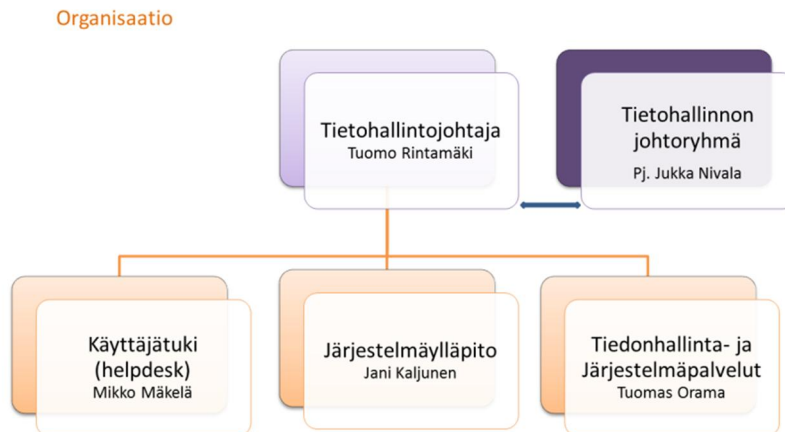 Organisaatio
Tietohallintojohtaja
Tuomo Rintamäki
Tietohallinnon
johtoryhmä
Pj. Jukka Nivala
Käyttäjätuki
(helpdesk)
Mikko Mäkelä
Järjestelmäylläpito
Jani Kaljunen
Tiedonhallinta- ja
Järjestelmäpalvelut
Tuomas Orama